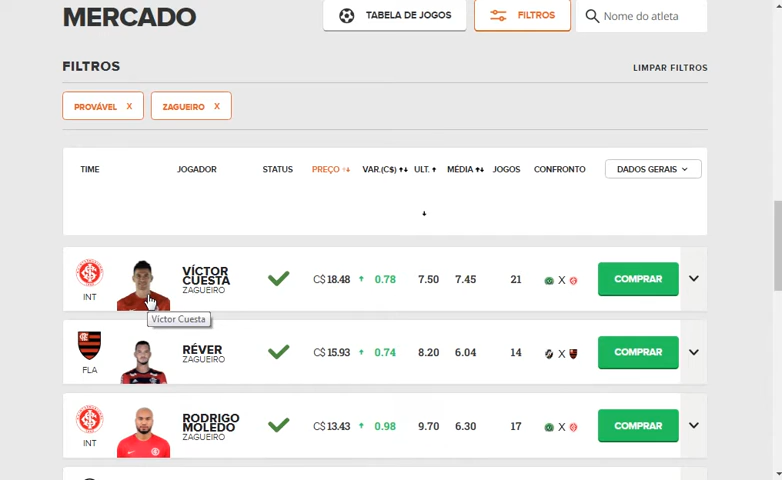 MERCADO
TABELA DE JOGOS
FILTROS
Nome do atleta
FILTROS
LIMPAR FILTROS
PROVÁVEL X
ZAGUEIRO X
TIME JOGADOR STATUS PREÇO VAR.(C$) ULT. MÉDIA JOGOS CONFRONTO DADOS GERAIS
INT
VÍCTOR
CUESTA
ZAGUEIRO
C$ 18.48 0.78 7.50 7.45 21 X COMPRAR
Víctor Cuesta
FLA
RÉVER
ZAGUEIRO
C$ 15.93 0.74 8.20 6.04 14 X COMPRAR
INT
RODRIGO
MOLEDO
ZAGUEIRO
C$ 13.43 0.98 9.70 6.30 17 X COMPRAR